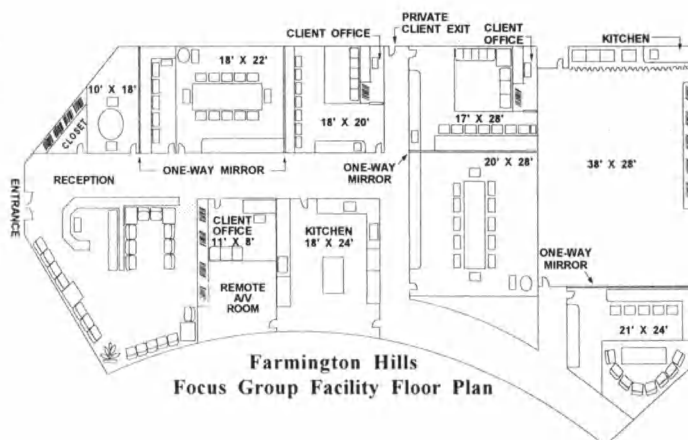 PRIVATE
CLIENT EXIT
CLIENT OFFICE
CLIENT
OFFICE
KITCHEN
18' X 22'
10' X 18'
CLOSET
18' X 20'
17' X 28'
RECEPTION
ONE-WAY MIRROR
ONE-WAY
MIRROR
20' X 28'
38' X 28'
ENTRANCE
CLIENT
OFFICE
11' X 8'
KITCHEN
18' X 24'
REMOTE
A/V
ROOM
ONE-WAY
MIRROR
21' X 24'
Farmington Hills
Focus Group Facility Floor Plan